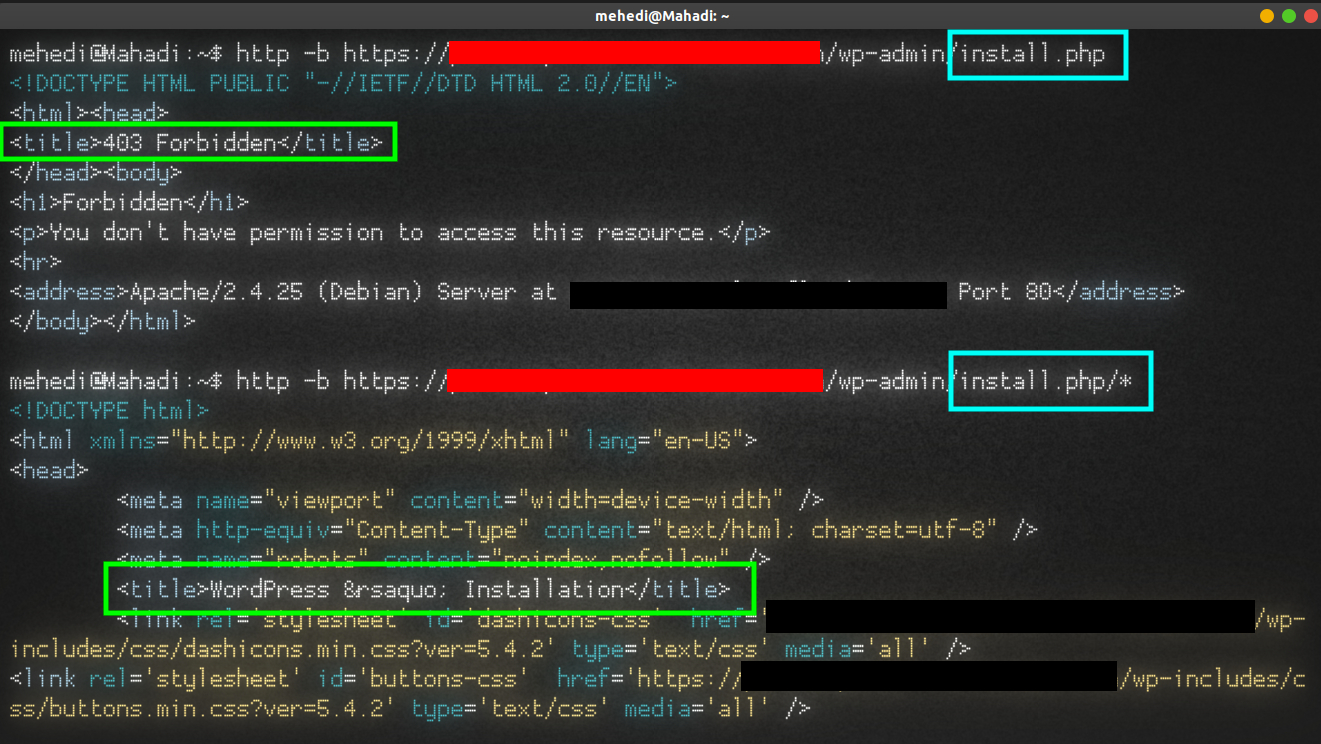 mehedi@Mahadi: ~
mehedi@Mahadi:~$ http -b https:// /wp-admin/install.php
<!DOCTYPE HTML PUBLIC "-//IETF//DTD HTML 2.0//EN">
<html><head>
<title>403 Forbidden</title>
</head><body>
<h1>Forbidden</h1>
<p>You don't have permission to access this resource.</p>
<hr>
<address>Apache/2.4.25 (Debian) Server at Port 80</address>
</body></html>
mehedi@Mahadi:~$ http -b https:// /wp-admin/install.php/*
<!DOCTYPE html>
<html xmlns="http://www.w3.org/1999/xhtml" lang="en-US">
<head>
<meta name="viewport" content="width=device-width" />
<meta http-equiv="Content-Type" content="text/html; charset=utf-8" />
<meta name="robots" content="noindex,nofollow" />
<title>WordPress &rsaquo; Installation</title>
<link rel='stylesheet' id='dashicons-css' href=' /wp-
includes/css/dashicons.min.css?ver=5.4.2' type='text/css' media='all' />
<link rel='stylesheet' id='buttons-css' href='https:// /wp-includes/c
ss/buttons.min.css?ver=5.4.2' type='text/css' media='all' />